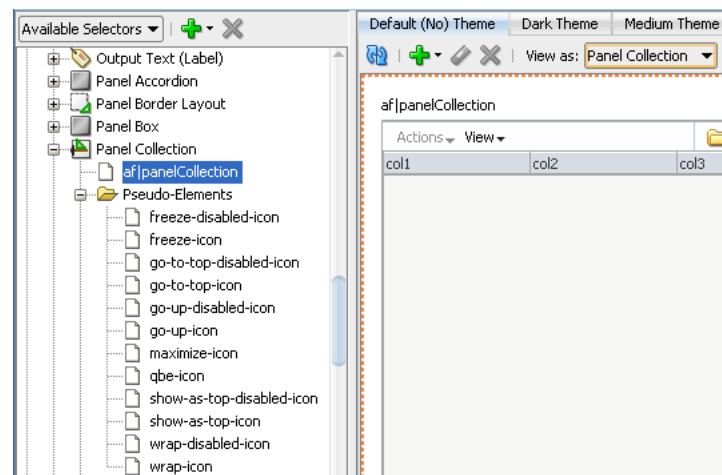 Available Selectors
Output Text (Label)
Panel Accordion
Panel Border Layout
Panel Box
Panel Collection
af|panelCollection
Pseudo-Elements
freeze-disabled-icon
freeze-icon
go-to-top-disabled-icon
go-to-top-icon
go-up-disabled-icon
go-up-icon
maximize-icon
qbe-icon
show-as-top-disabled-icon
show-as-top-icon
wrap-disabled-icon
wrap-icon
Default (No) Theme Dark Theme Medium Theme
View as: Panel Collection
af|panelCollection
Actions View
col1 col2 col3